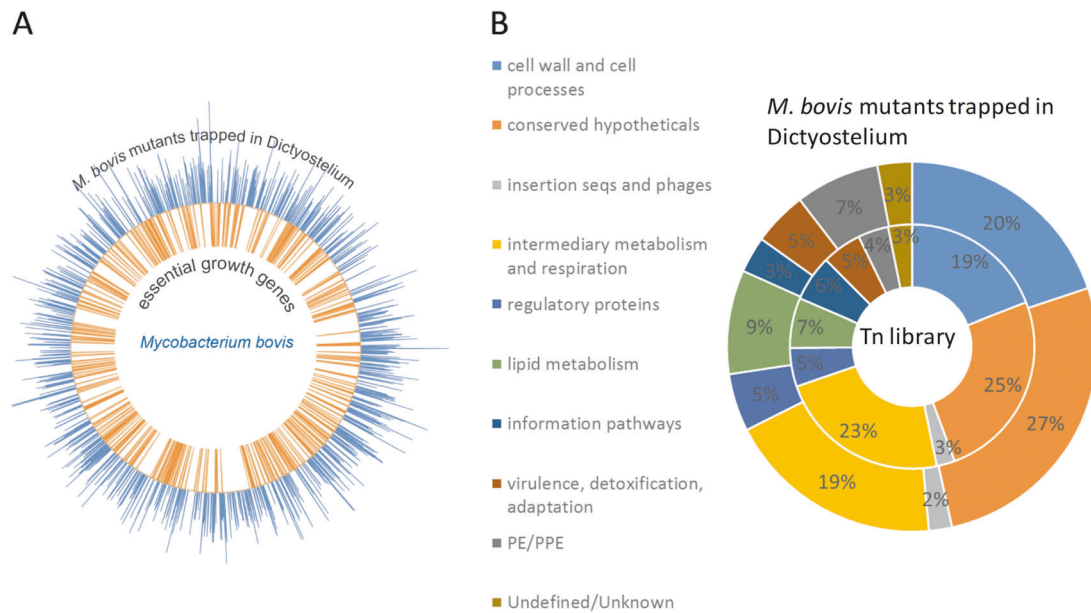 A
M. bovis mutants trapped in Dictyostelium
essential growth genes
Mycobacterium bovis
B
cell wall and cell
processes
conserved hypotheticals
insertion seqs and phages
intermediary metabolism
and respiration
regulatory proteins
lipid metabolism
information pathways
virulence, detoxification,
adaptation
PE/PPE
Undefined/Unknown
M. bovis mutants trapped in
Dictyostelium
20%
27%
2%
19%
5%
9%
3%
5%
7%
3%
19%
25%
3%
23%
5%
7%
6%
5%
4%
3%
Tn library